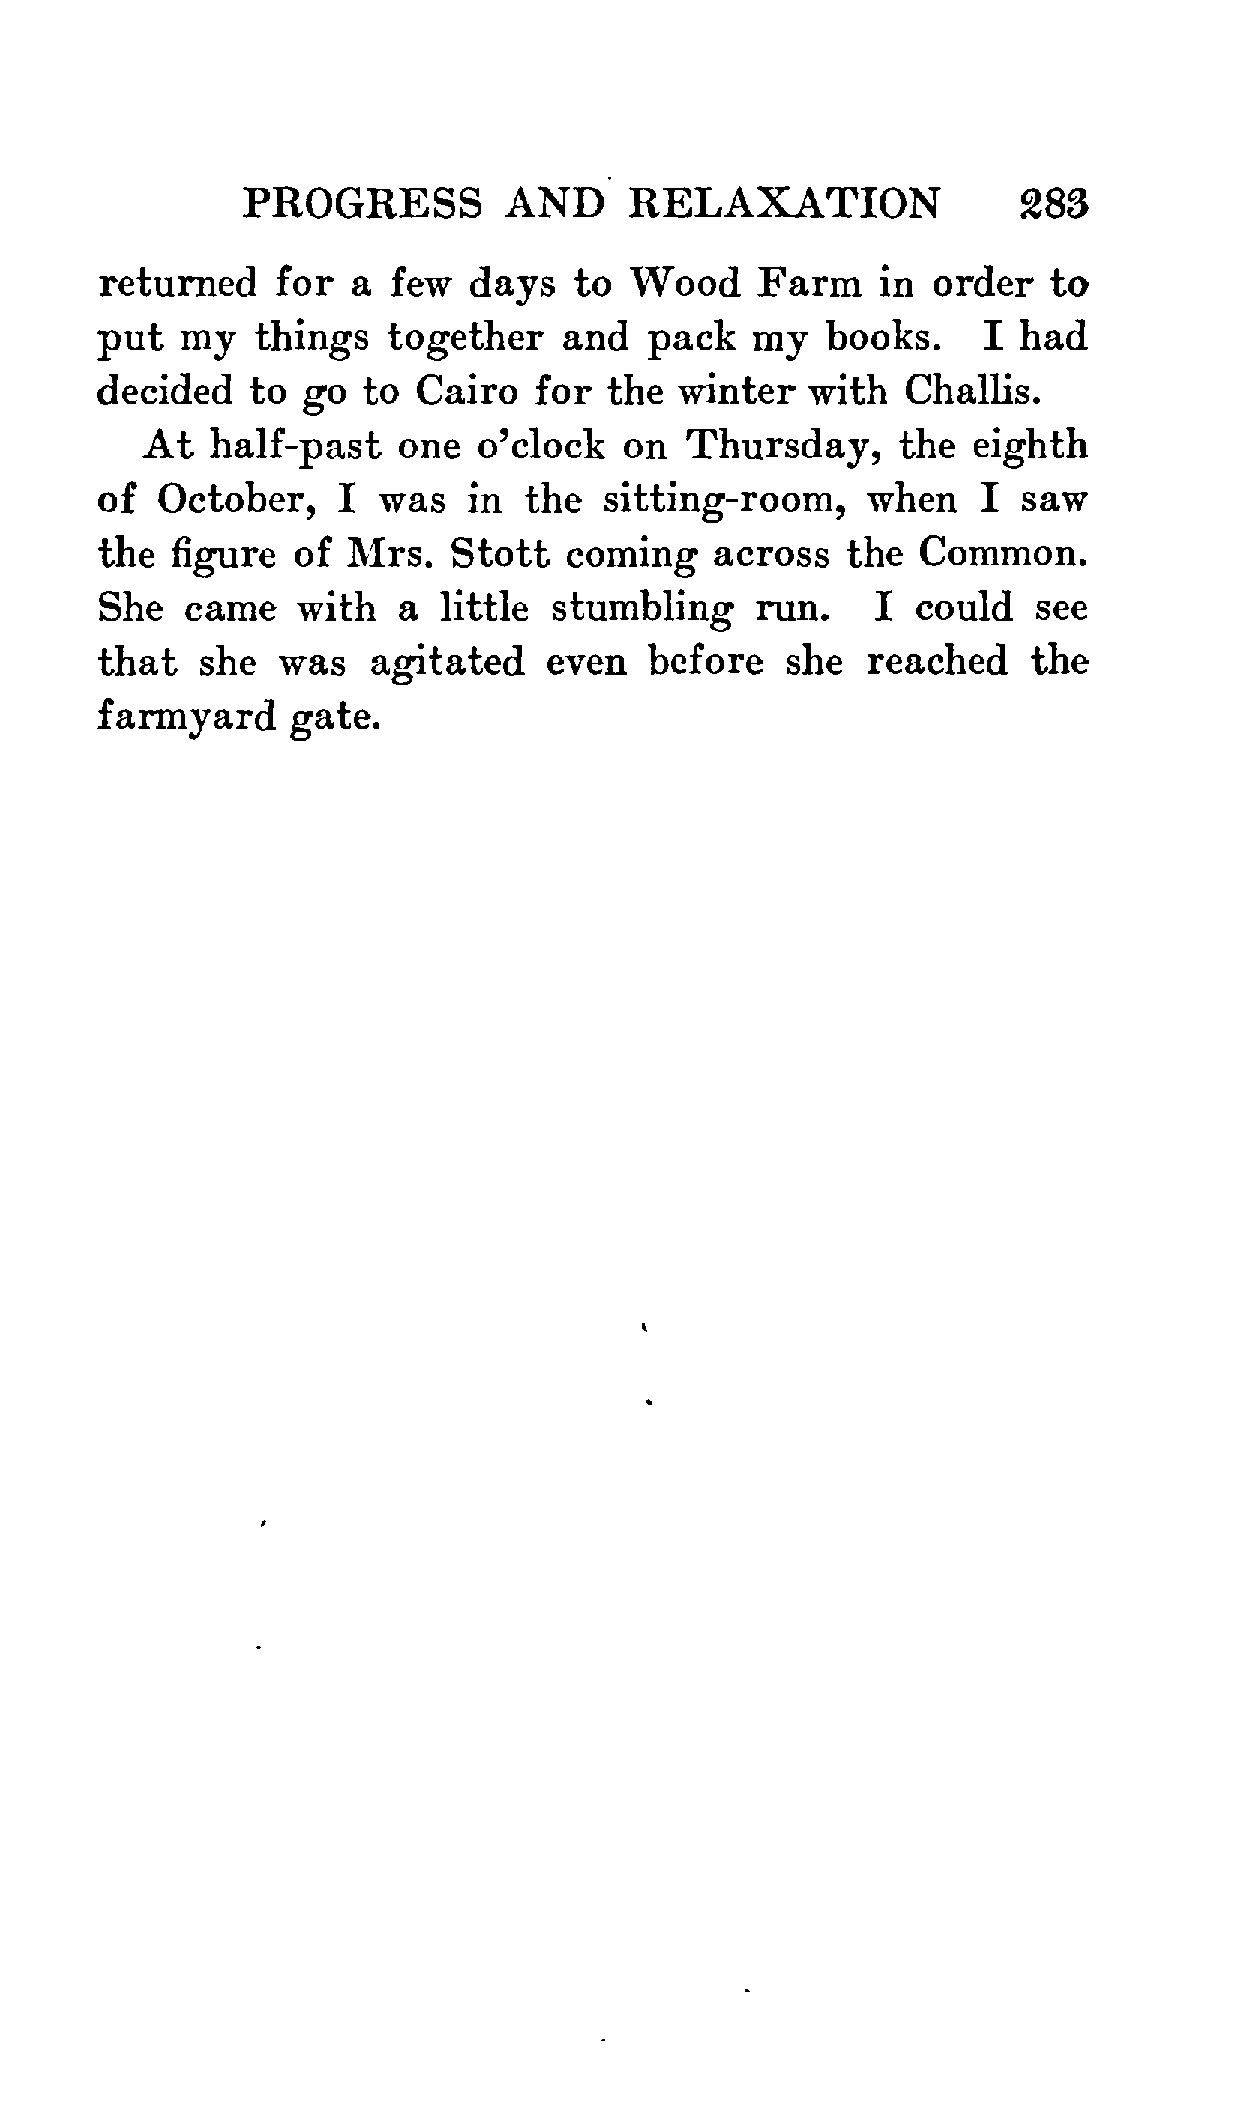 PROGRESS AND RELAXATION 283
returned for a few days to Wood Farm in order to
put my things together and pack my books. I had
decided to go to Cairo for the winter with Challis.
At half-past one o'clock on Thursday, the eighth
of October, I was in the sitting-room, when I saw
the figure of Mrs. Stott coming across the Common.
She came with a little stumbling run. I could see
that she was agitated even before she reached the
farmyard gate.